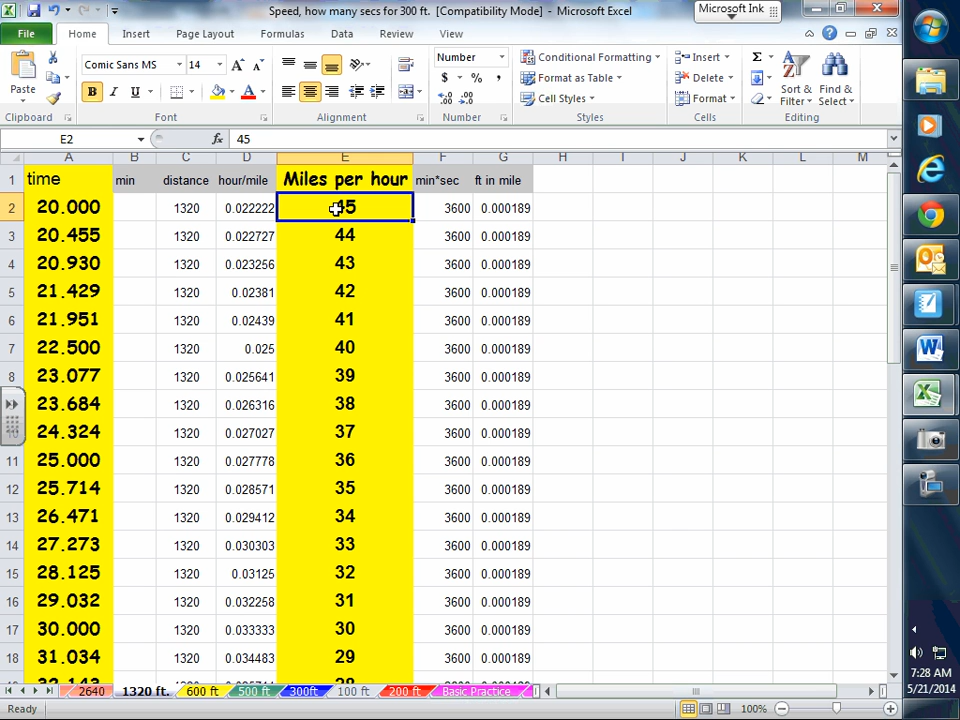 Speed, how many secs for 300 ft. [Compatibility Mode] - Microsoft Excel
Microsoft Ink
File Home Insert Page Layout Formulas Data Review View
Paste
Comic Sans MS 14
B I U
Number
$ % ,
Conditional Formatting
Format as Table
Cell Styles
Insert
Delete
Format
Sort & Filter
Find & Select
Clipboard Font Alignment Number Styles Cells Editing
E2 fx 45
A B C D E F G H I J K L M
1 time min distance hour/mile Miles per hour min*sec ft in mile
2 20.000 1320 0.022222 45 3600 0.000189
3 20.455 1320 0.022727 44 3600 0.000189
4 20.930 1320 0.023256 43 3600 0.000189
5 21.429 1320 0.02381 42 3600 0.000189
6 21.951 1320 0.02439 41 3600 0.000189
7 22.500 1320 0.025 40 3600 0.000189
8 23.077 1320 0.025641 39 3600 0.000189
23.684 1320 0.026316 38 3600 0.000189
24.324 1320 0.027027 37 3600 0.000189
11 25.000 1320 0.027778 36 3600 0.000189
12 25.714 1320 0.028571 35 3600 0.000189
13 26.471 1320 0.029412 34 3600 0.000189
14 27.273 1320 0.030303 33 3600 0.000189
15 28.125 1320 0.03125 32 3600 0.000189
16 29.032 1320 0.032258 31 3600 0.000189
17 30.000 1320 0.033333 30 3600 0.000189
18 31.034 1320 0.034483 29 3600 0.000189
2640 1320 ft. 600 ft 500 ft 300ft 100 ft 200 ft Basic Practice
Ready 100%
7:28 AM
5/21/2014